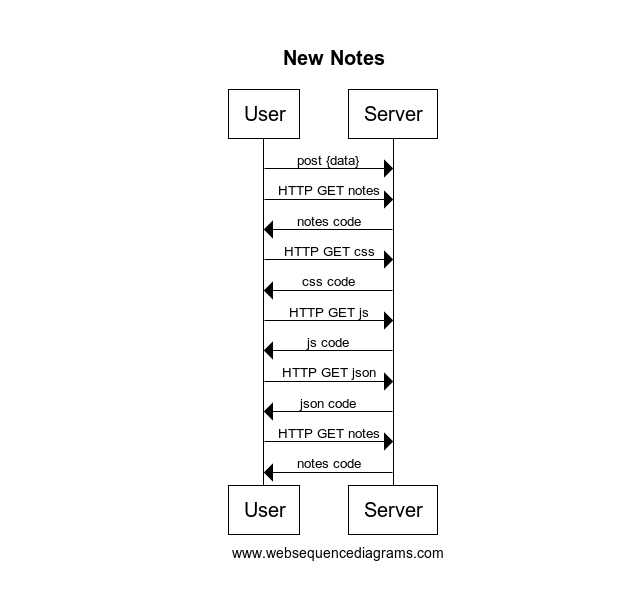 New Notes
User Server
post {data}
HTTP GET notes
notes code
HTTP GET css
css code
HTTP GET js
js code
HTTP GET json
json code
HTTP GET notes
notes code
User Server
www.websequencediagrams.com